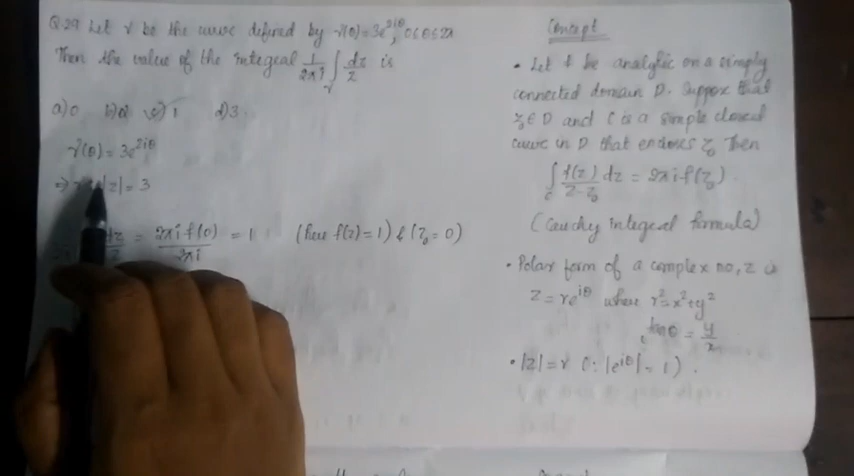 Q.29 Let γ be the curve defined by γ(θ) = 3e^{2iθ}, 0≤θ≤2π
Then the value of the integral 1/2πi ∫_γ dz/z is
a) 0 b) 2 c) 1 d) 3
γ(θ) = 3e^{2iθ}
⇒ |z| = 3
dz/z = 2πi f(0)/2πi = 1 (here f(z) = 1) & (z₀ = 0)
Concept
• Let f be analytic on a simply
connected domain D. Suppose that
z₀ ∈ D and C is a simple closed
curve in D that encloses z₀ Then
∫_C f(z)/z-z₀ dz = 2πi f(z₀).
(Cauchy integral formula)
• Polar form of a complex no, z is
z = re^{iθ} where r² = x²+y²
tanθ = y/x
• |z| = r (∵ |e^{iθ}| = 1).